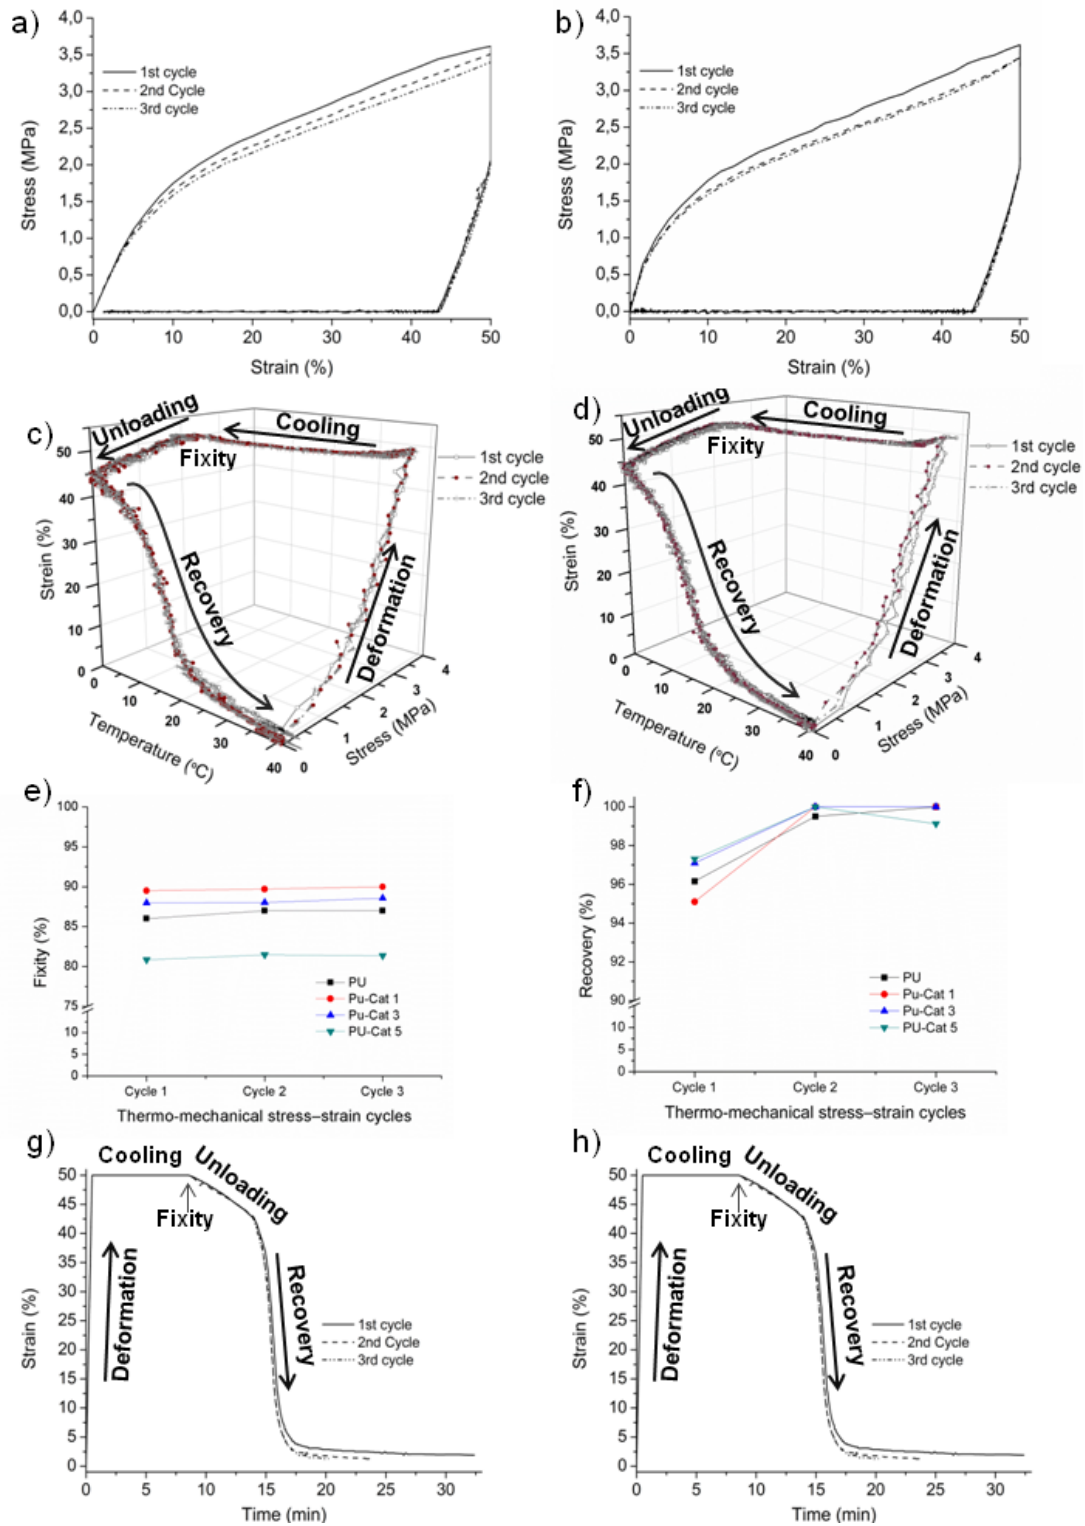 a)
4,0
3,5
3,0
2,5
2,0
1,5
1,0
0,5
0,0
Stress (MPa)
1st cycle
2nd Cycle
3rd cycle
0 10 20 30 40 50
Strain (%)
b)
4,0
3,5
3,0
2,5
2,0
1,5
1,0
0,5
0,0
Stress (MPa)
1st cycle
2nd cycle
3rd cycle
0 10 20 30 40 50
Strain (%)
c)
Unloading
Cooling
Fixity
Recovery
Deformation
1st cycle
2nd cycle
3rd cycle
50
40
30
20
10
0
Strein (%)
0 10 20 30 40
Temperature (ºC)
0 1 2 3 4
Stress (MPa)
d)
Unloading
Cooling
Fixity
Recovery
Deformation
1st cycle
2nd cycle
3rd cycle
50
40
30
20
10
0
Strein (%)
0 10 20 30 40
Temperature (ºC)
0 1 2 3 4
Stress (MPa)
e)
100
95
90
85
80
75
10
5
0
Fixity (%)
PU
Pu-Cat 1
Pu-Cat 3
PU-Cat 5
Cycle 1 Cycle 2 Cycle 3
Thermo-mechanical stress–strain cycles
f)
100
98
96
94
92
90
10
5
0
Recovery (%)
PU
Pu-Cat 1
Pu-Cat 3
PU-Cat 5
Cycle 1 Cycle 2 Cycle 3
Thermo-mechanical stress–strain cycles
g)
Cooling
Unloading
Fixity
Deformation
Recovery
50
45
40
35
30
25
20
15
10
5
0
Strain (%)
1st cycle
2nd Cycle
3rd cycle
0 5 10 15 20 25 30
Time (min)
h)
Cooling
Unloading
Fixity
Deformation
Recovery
50
45
40
35
30
25
20
15
10
5
0
Strain (%)
1st cycle
2nd Cycle
3rd cycle
0 5 10 15 20 25 30
Time (min)